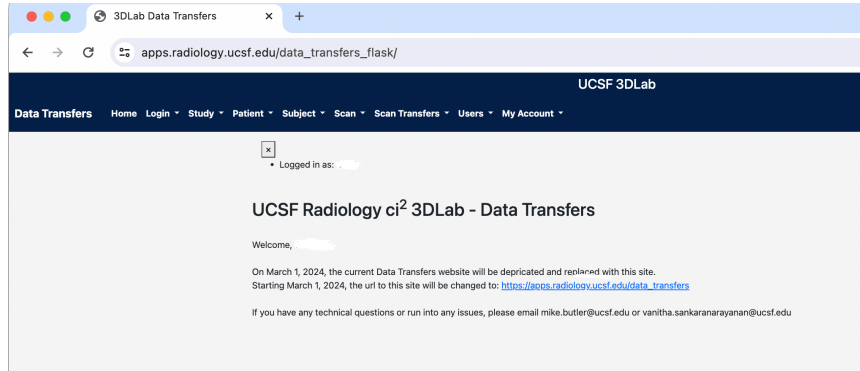 3DLab Data Transfers
apps.radiology.ucsf.edu/data_transfers_flask/
UCSF 3DLab
Data Transfers Home Login Study Patient Subject Scan Scan Transfers Users My Account
×
• Logged in as:
UCSF Radiology ci² 3DLab - Data Transfers
Welcome,
On March 1, 2024, the current Data Transfers website will be depricated and replaced with this site.
Starting March 1, 2024, the url to this site will be changed to: https://apps.radiology.ucsf.edu/data_transfers
If you have any technical questions or run into any issues, please email mike.butler@ucsf.edu or vanitha.sankaranarayanan@ucsf.edu